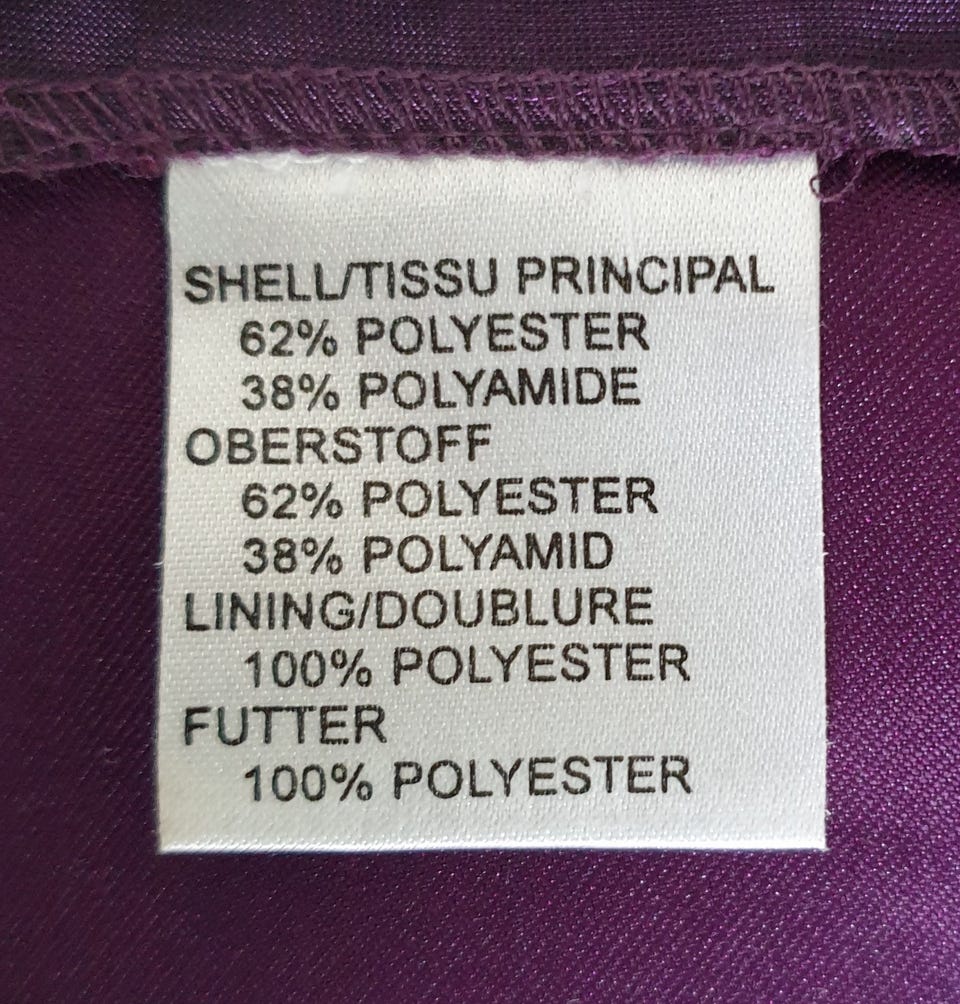 SHELL/TISSU PRINCIPAL
62% POLYESTER
38% POLYAMIDE
OBERSTOFF
62% POLYESTER
38% POLYAMID
LINING/DOUBLURE
100% POLYESTER
FUTTER
100% POLYESTER